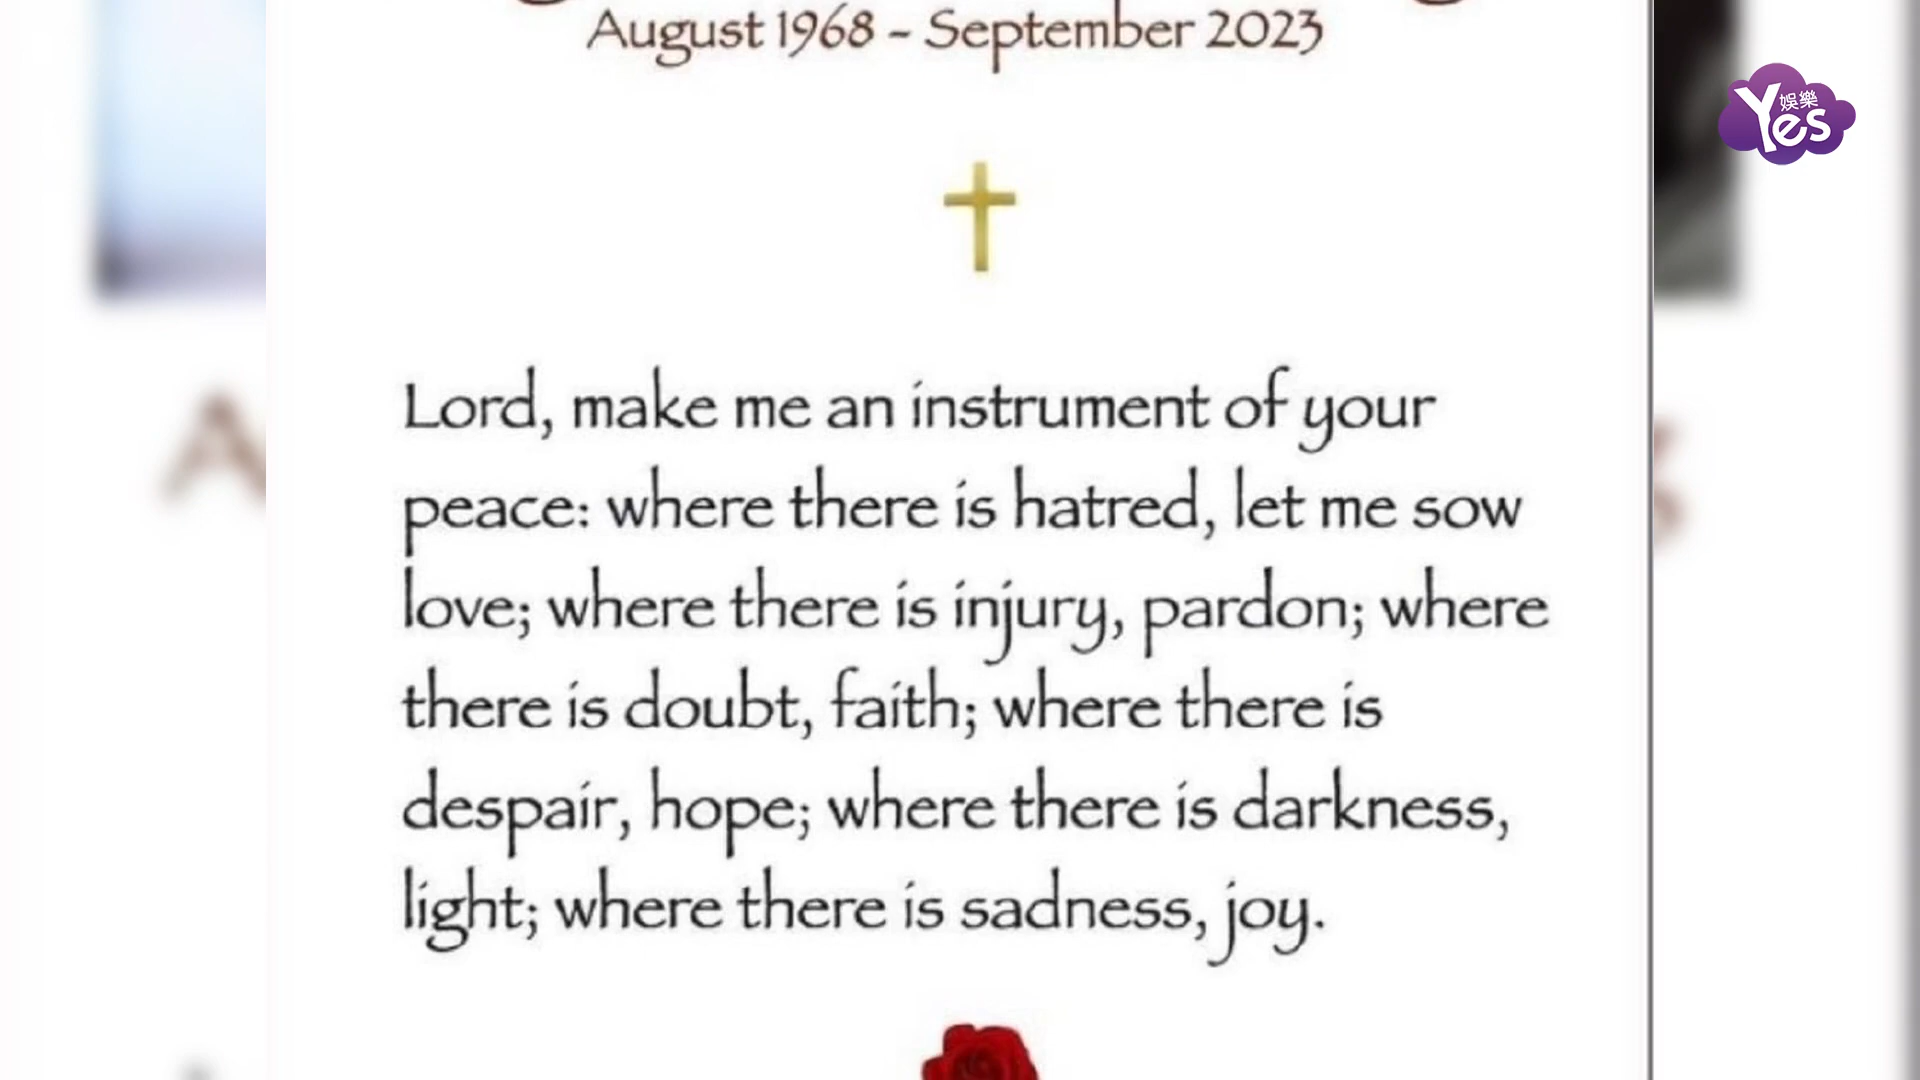 August 1968 – September 2023
Yes 娛樂
Lord, make me an instrument of your
peace: where there is hatred, let me sow
love; where there is injury, pardon; where
there is doubt, faith; where there is
despair, hope; where there is darkness,
light; where there is sadness, joy.